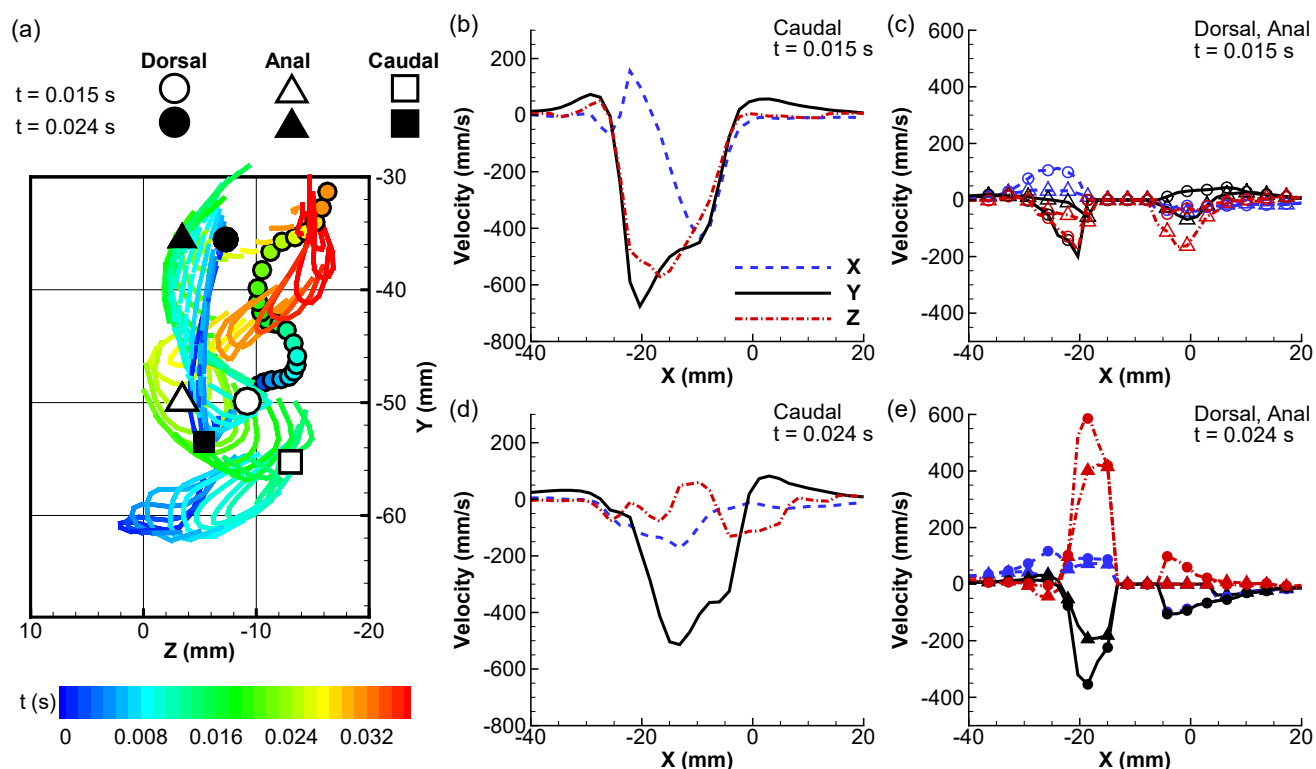 (a)
Dorsal Anal Caudal
t = 0.015 s
t = 0.024 s
-30
-40
-50
-60
Y (mm)
10 0 -10 -20
Z (mm)
t (s)
0 0.008 0.016 0.024 0.032
(b)
Caudal
t = 0.015 s
200
0
-200
-400
-600
-800
Velocity (mm/s)
X
Y
Z
-40 -20 0 20
X (mm)
(c)
Dorsal, Anal
t = 0.015 s
600
400
200
0
-200
-400
Velocity (mm/s)
-40 -20 0 20
X (mm)
(d)
Caudal
t = 0.024 s
200
0
-200
-400
-600
-800
Velocity (mm/s)
-40 -20 0 20
X (mm)
(e)
Dorsal, Anal
t = 0.024 s
600
400
200
0
-200
-400
Velocity (mm/s)
-40 -20 0 20
X (mm)